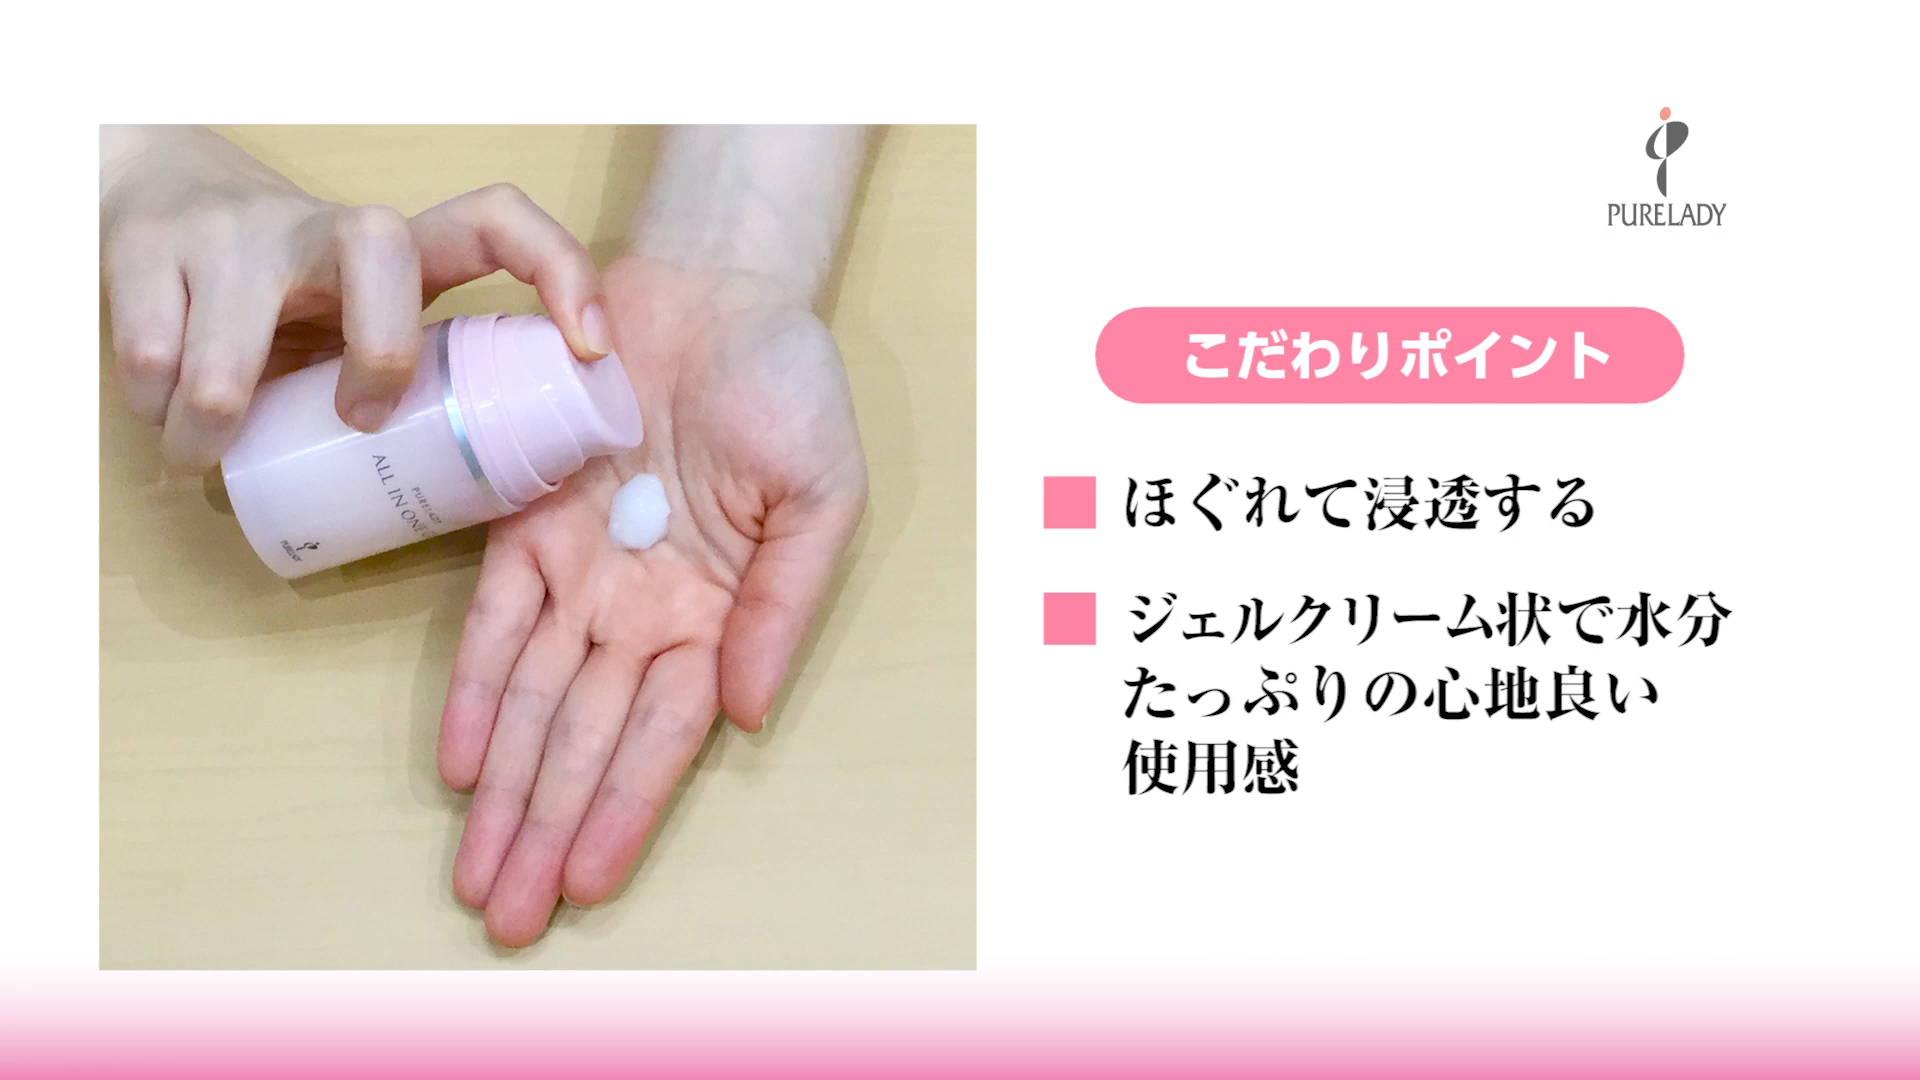 PURELADY
こだわりポイント
ほぐれて浸透する
ジェルクリーム状で水分
たっぷりの心地良い
使用感
PURELADY
ALL IN ONE
PURELADY